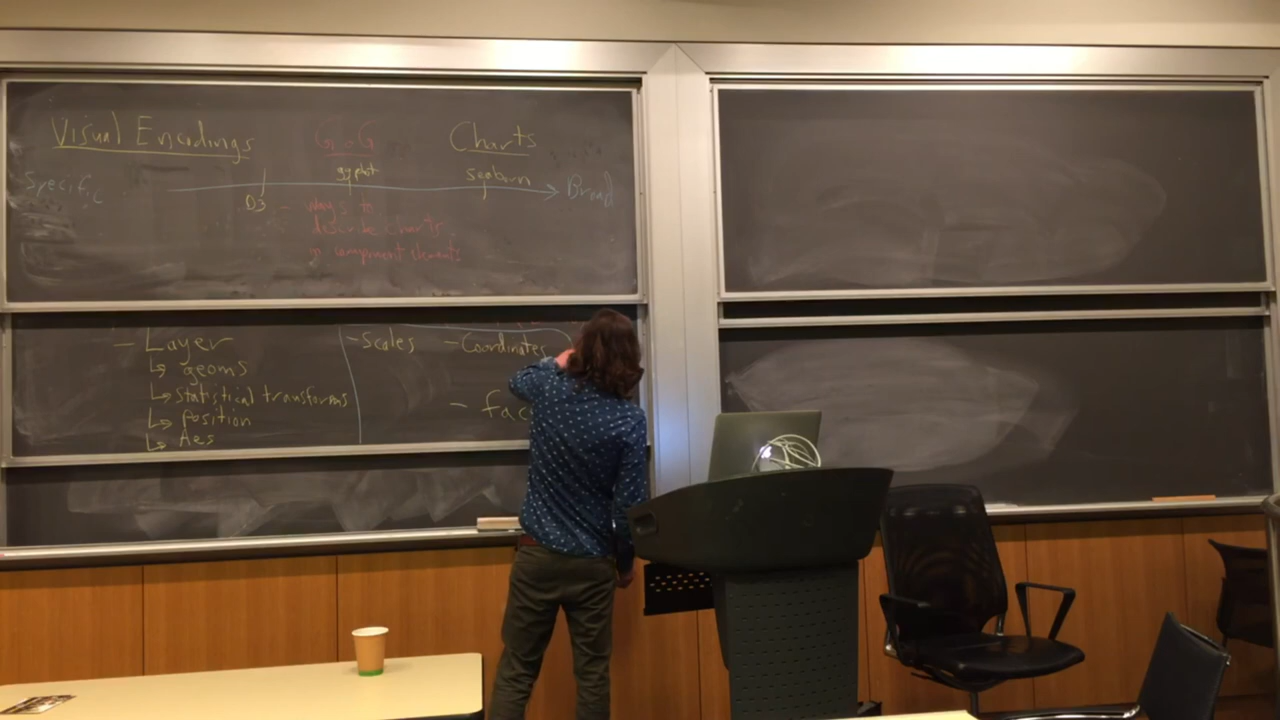 Visual Encodings
GoG
Charts
ggplot
seaborn
Specific
Broad
D3
ways to
describe charts
in component elements
- Layer
↳ geoms
↳ statistical transforms
↳ Position
↳ Aes
- Scales
- Coordinates
- fac